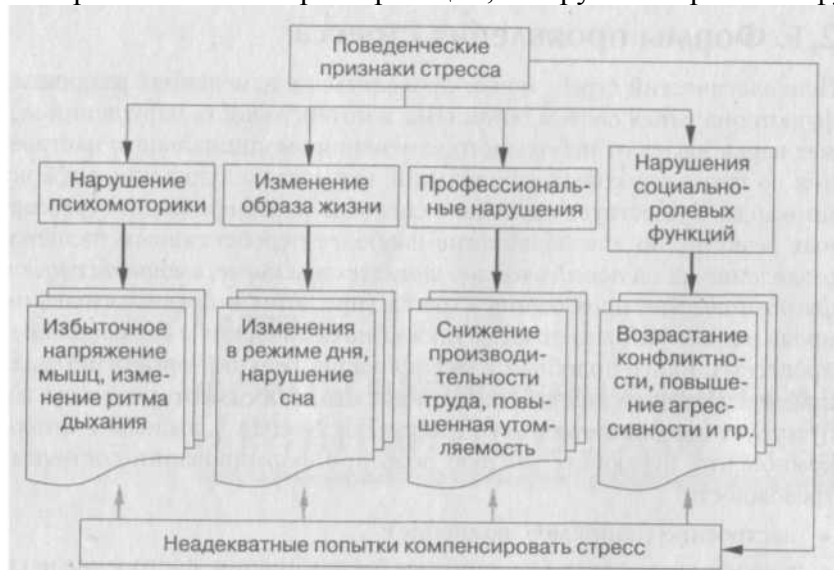 Поведенческие
признаки стресса
Нарушение
психомоторики
Изменение
образа жизни
Профессиональ-
ные нарушения
Нарушения
социально-
ролевых
функций
Избыточное
напряжение
мышц, изме-
нение ритма
дыхания
Изменения
в режиме дня,
нарушение
сна
Снижение
производи-
тельности
труда, повы-
шенная утом-
ляемость
Возрастание
конфликтно-
сти, повыше-
ние агрес-
сивности и пр.
Неадекватные попытки компенсировать стресс